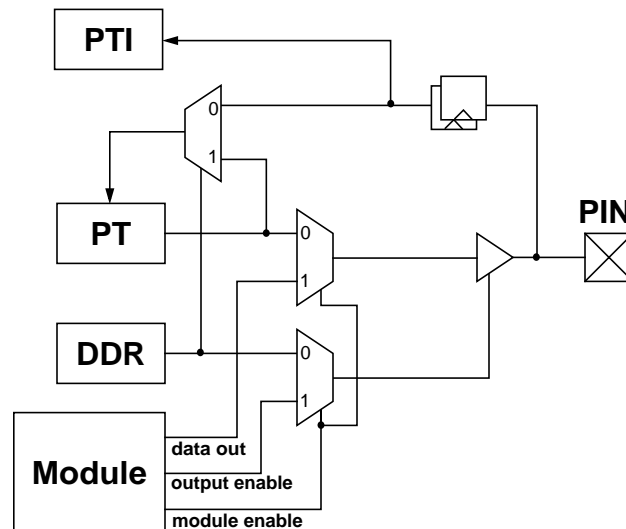 PTI
0
1
PT
PIN
0
1
DDR
0
1
Module
data out
output enable
module enable